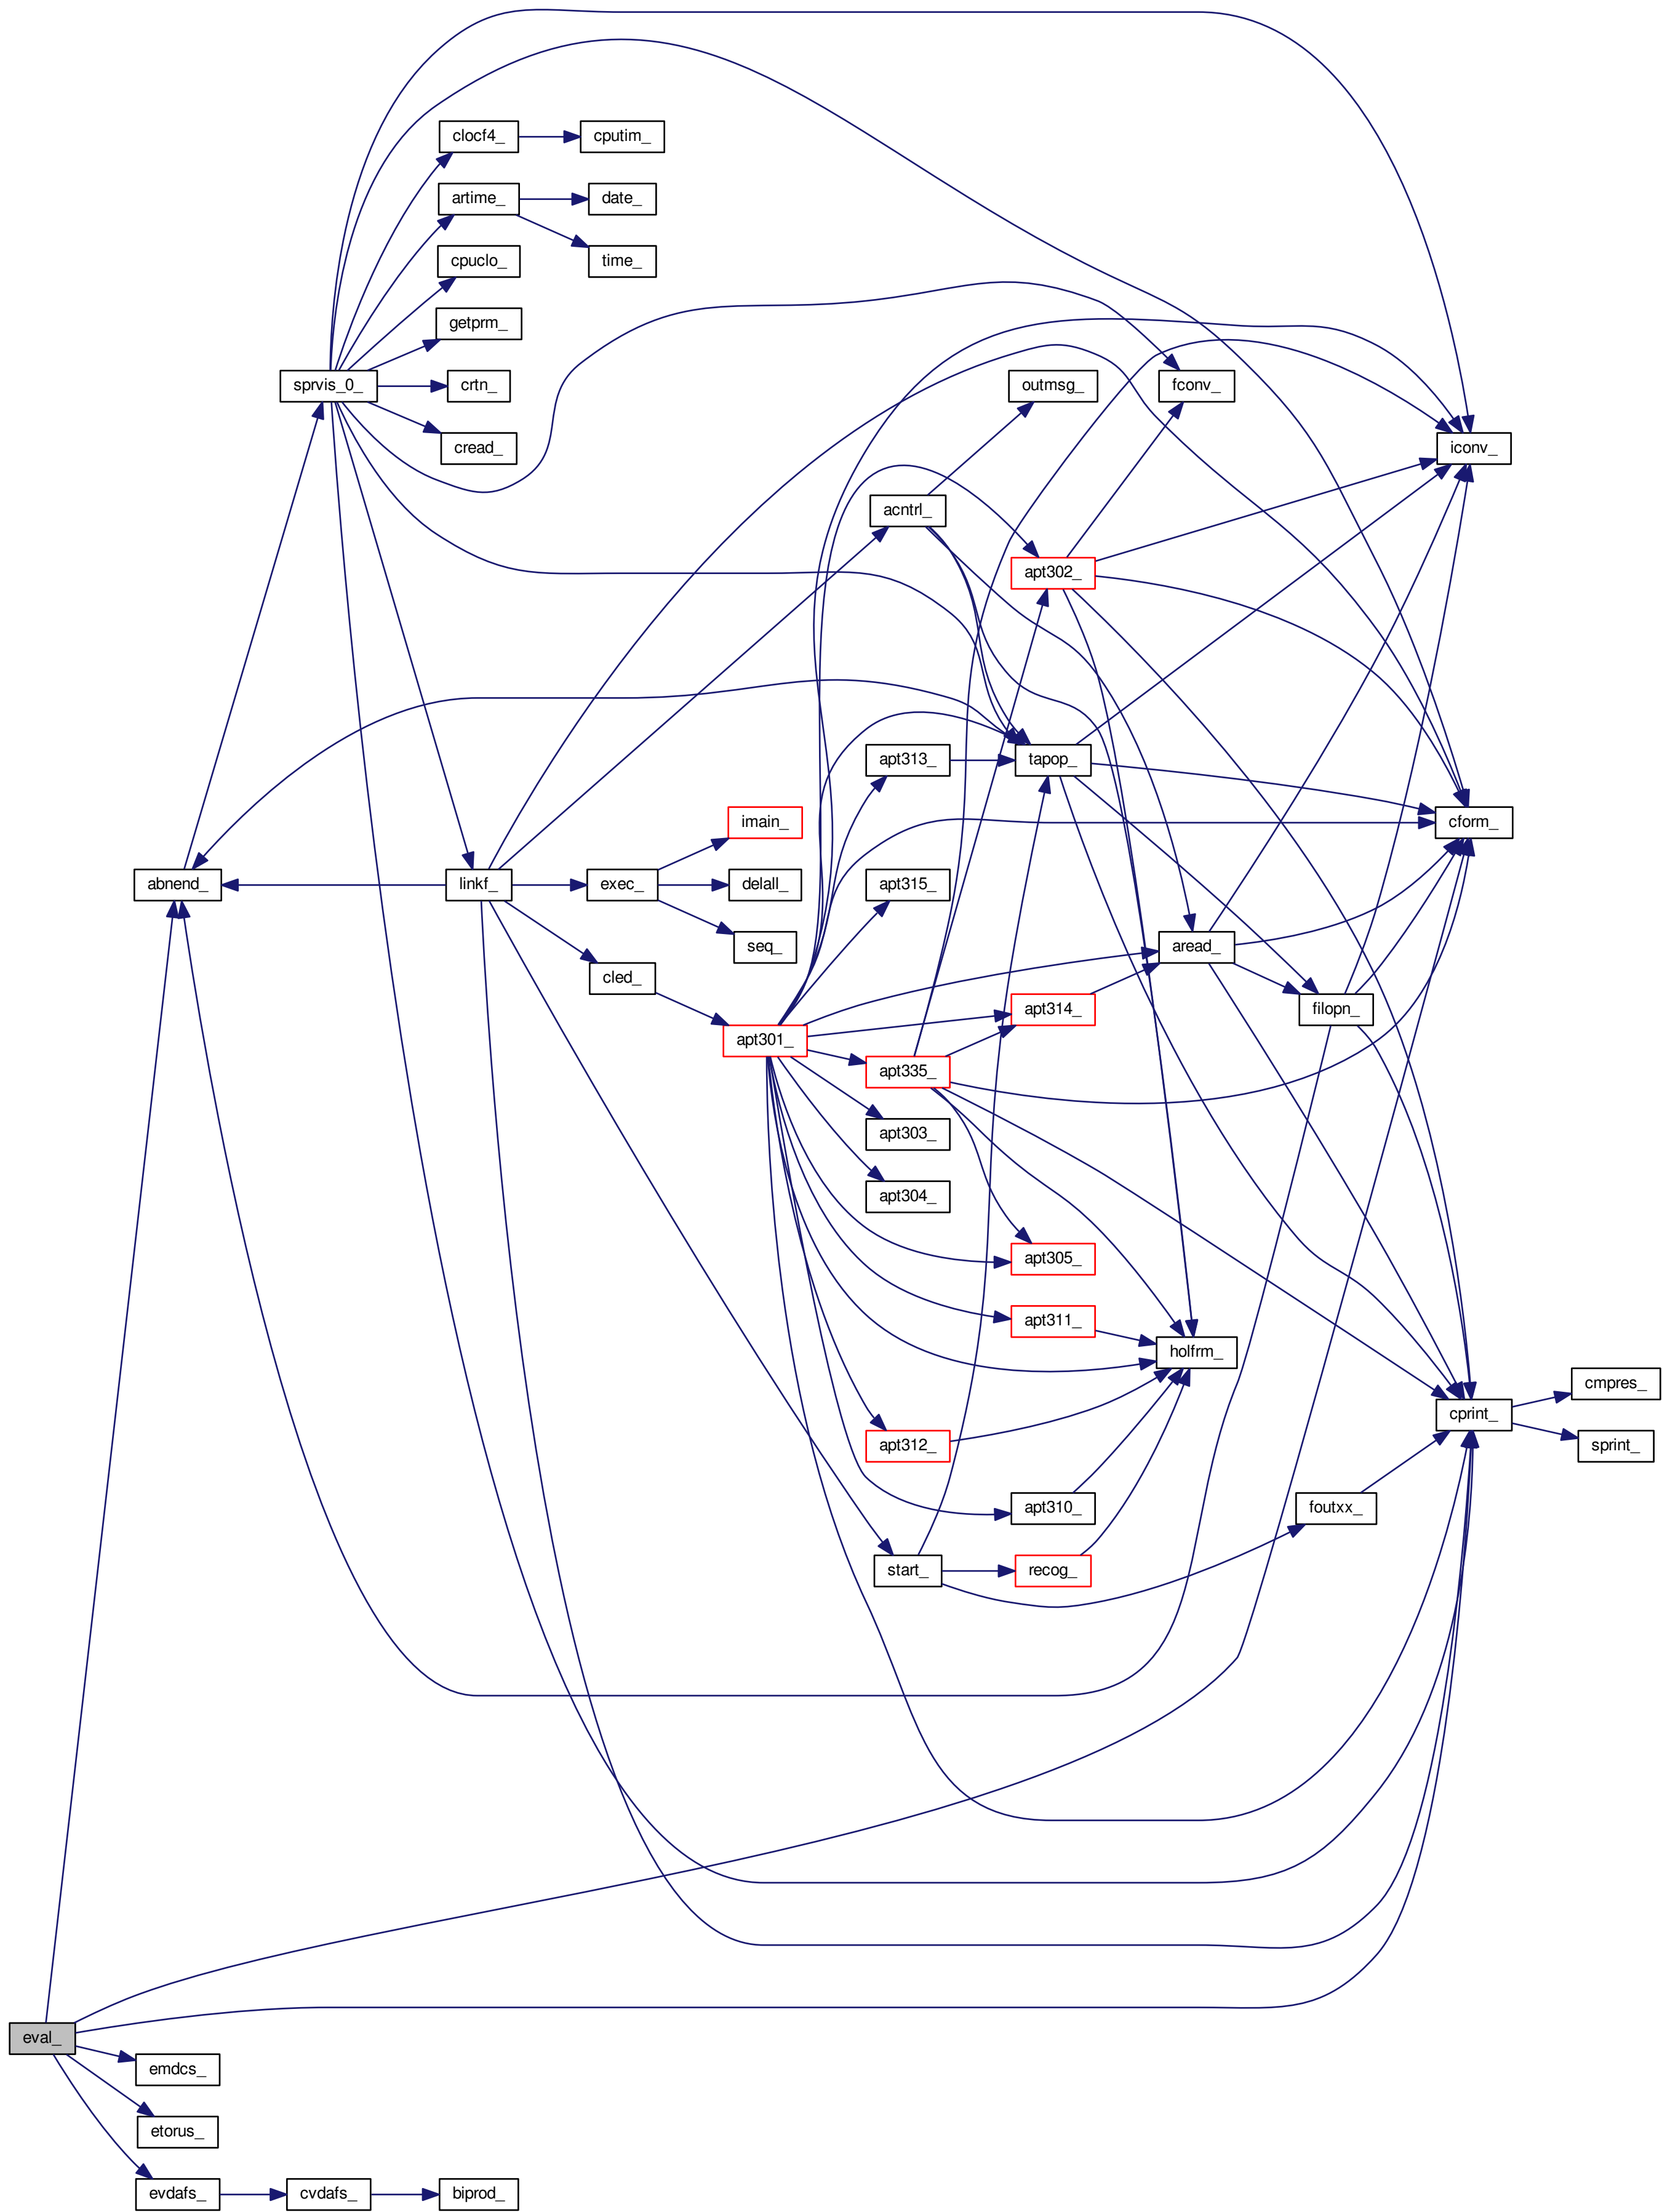 clocf4_
cputim_
artime_
date_
cpuclo_
time_
getprm_
sprvis_0_
crtn_
outmsg_
fconv_
cread_
iconv_
acntrl_
apt302_
apt313_
tapop_
imain_
cform_
abnend_
linkf_
exec_
delall_
apt315_
seq_
aread_
cled_
apt314_
filopn_
apt301_
apt335_
apt303_
apt304_
apt305_
apt311_
holfrm_
cmpres_
cprint_
apt312_
sprint_
apt310_
foutxx_
start_
recog_
eval_
emdcs_
etorus_
evdafs_
cvdafs_
biprod_